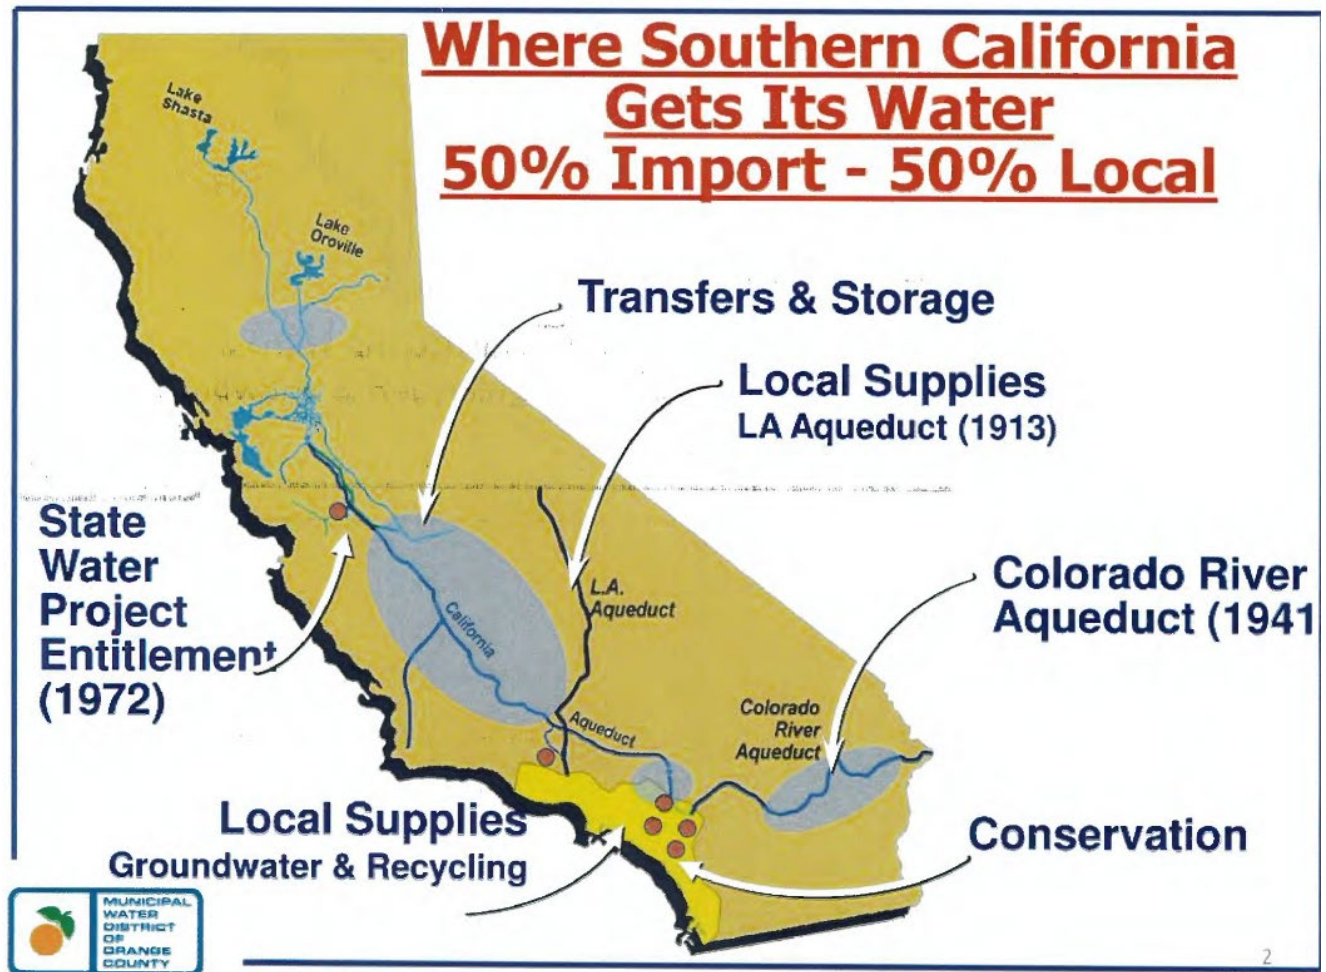 Where Southern California
Gets Its Water
50% Import - 50% Local
Lake
Shasta
Lake
Oroville
Transfers & Storage
Local Supplies
LA Aqueduct (1913)
State
Water
Project
Entitlement
(1972)
L.A.
Aqueduct
California
Aqueduct
Colorado River
Aqueduct (1941
Colorado
River
Aqueduct
Local Supplies
Groundwater & Recycling
Conservation
MUNICIPAL
WATER
DISTRICT
OF
ORANGE
COUNTY
2